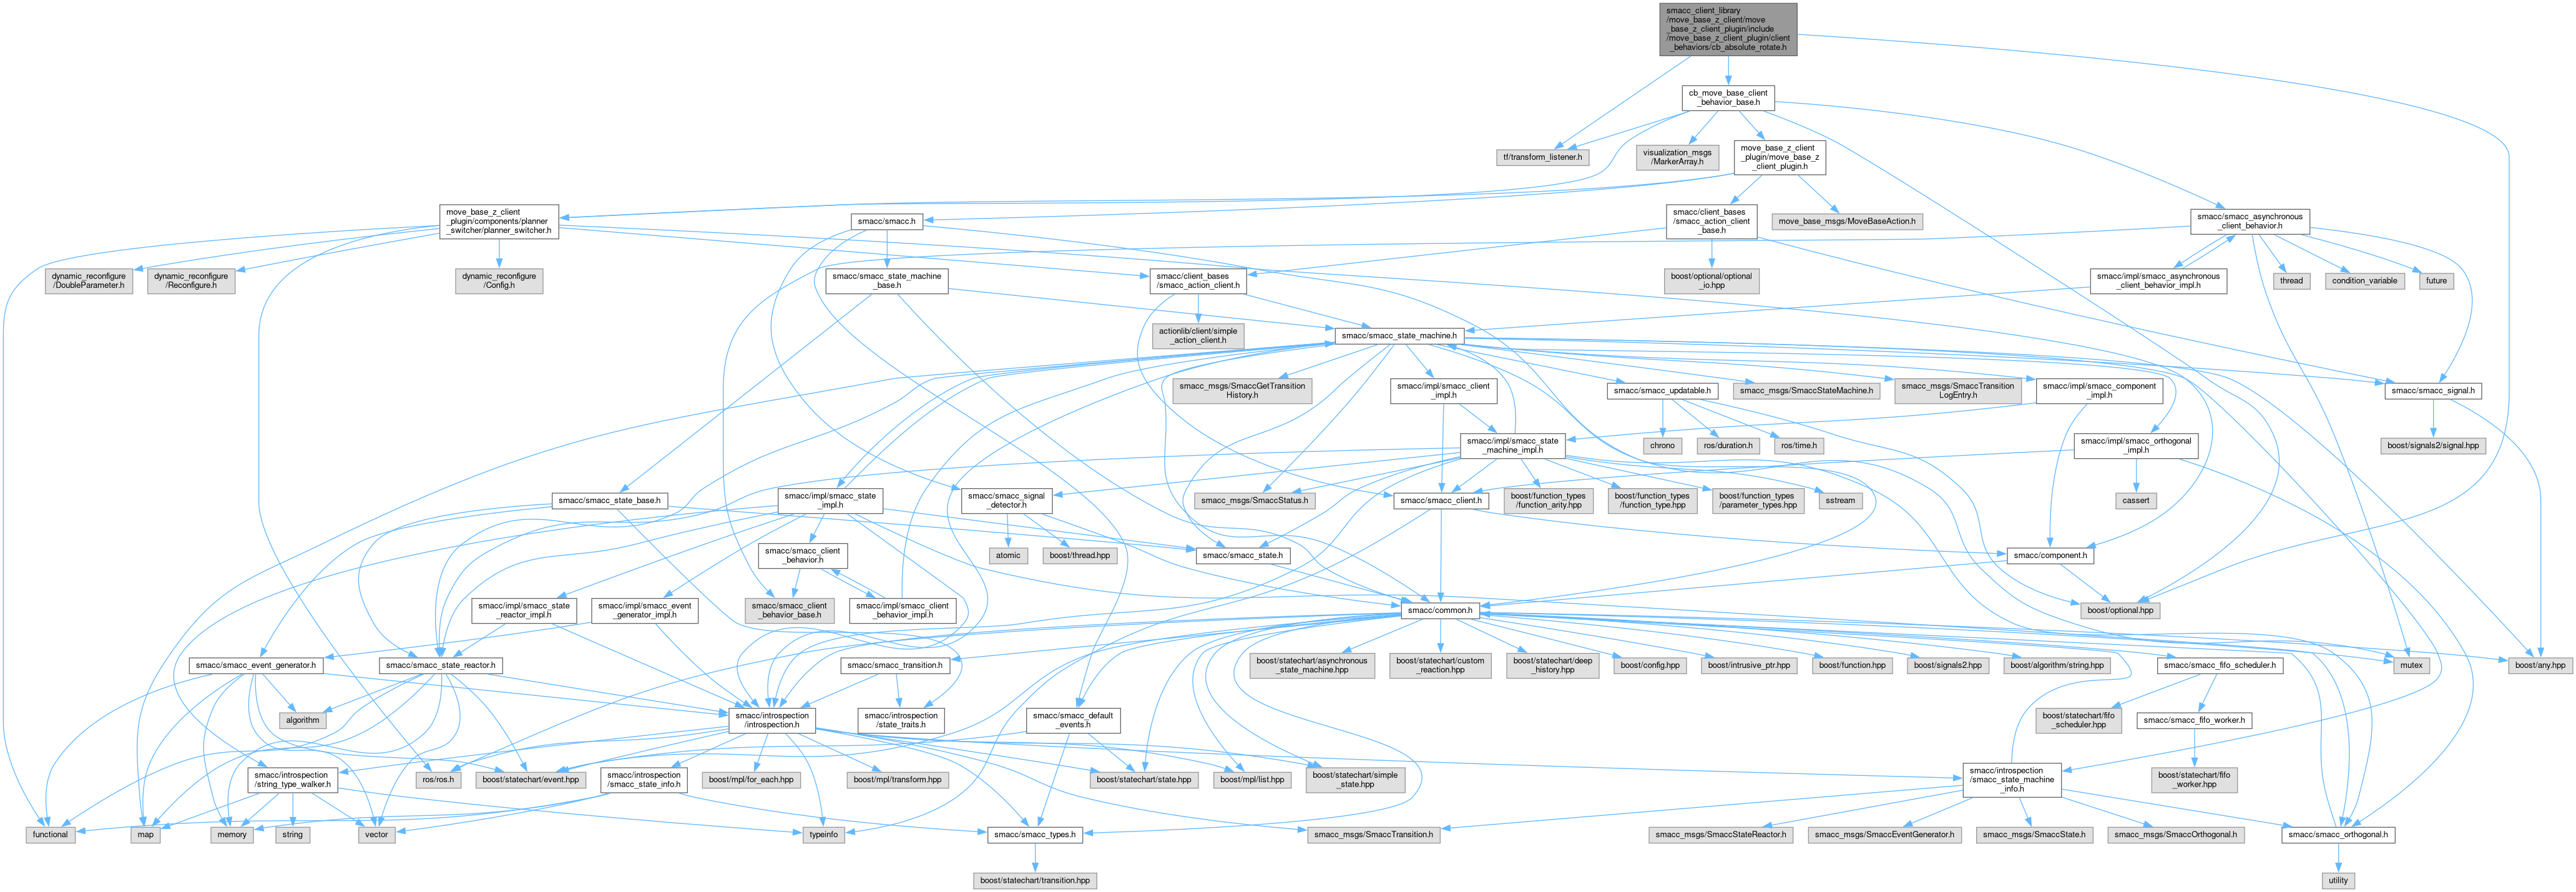 smacc_client_library
/move_base_z_client/move
_base_z_client_plugin/include
/move_base_z_client_plugin/client
_behaviors/cb_absolute_rotate.h
cb_move_base_client
_behavior_base.h
tf/transform_listener.h
visualization_msgs
/MarkerArray.h
move_base_z_client
_plugin/move_base_z
_client_plugin.h
move_base_z_client
_plugin/components/planner
_switcher/planner_switcher.h
smacc/smacc.h
smacc/client_bases
/smacc_action_client
_base.h
move_base_msgs/MoveBaseAction.h
smacc/smacc_asynchronous
_client_behavior.h
dynamic_reconfigure
/DoubleParameter.h
dynamic_reconfigure
/Reconfigure.h
dynamic_reconfigure
/Config.h
smacc/smacc_state_machine
_base.h
smacc/client_bases
/smacc_action_client.h
boost/optional/optional
_io.hpp
smacc/impl/smacc_asynchronous
_client_behavior_impl.h
thread
condition_variable
future
actionlib/client/simple
_action_client.h
smacc/smacc_state_machine.h
smacc_msgs/SmaccGetTransition
History.h
smacc/impl/smacc_client
_impl.h
smacc/smacc_updatable.h
smacc_msgs/SmaccStateMachine.h
smacc_msgs/SmaccTransition
LogEntry.h
smacc/impl/smacc_component
_impl.h
smacc/smacc_signal.h
smacc/impl/smacc_state
_machine_impl.h
chrono
ros/duration.h
ros/time.h
smacc/impl/smacc_orthogonal
_impl.h
boost/signals2/signal.hpp
smacc/smacc_state_base.h
smacc/impl/smacc_state
_impl.h
smacc/smacc_signal
_detector.h
smacc_msgs/SmaccStatus.h
smacc/smacc_client.h
boost/function_types
/function_arity.hpp
boost/function_types
/function_type.hpp
boost/function_types
/parameter_types.hpp
sstream
cassert
smacc/smacc_client
_behavior.h
atomic
boost/thread.hpp
smacc/smacc_state.h
smacc/component.h
smacc/impl/smacc_state
_reactor_impl.h
smacc/impl/smacc_event
_generator_impl.h
smacc/smacc_client
_behavior_base.h
smacc/impl/smacc_client
_behavior_impl.h
smacc/common.h
boost/optional.hpp
smacc/smacc_event_generator.h
smacc/smacc_state_reactor.h
smacc/smacc_transition.h
boost/statechart/asynchronous
_state_machine.hpp
boost/statechart/custom
_reaction.hpp
boost/statechart/deep
_history.hpp
boost/config.hpp
boost/intrusive_ptr.hpp
boost/function.hpp
boost/signals2.hpp
boost/algorithm/string.hpp
smacc/smacc_fifo_scheduler.h
mutex
boost/any.hpp
algorithm
smacc/introspection
/introspection.h
smacc/introspection
/state_traits.h
smacc/smacc_default
_events.h
boost/statechart/fifo
_scheduler.hpp
smacc/smacc_fifo_worker.h
smacc/introspection
/string_type_walker.h
ros/ros.h
boost/statechart/event.hpp
smacc/introspection
/smacc_state_info.h
boost/mpl/for_each.hpp
boost/mpl/transform.hpp
boost/statechart/state.hpp
boost/mpl/list.hpp
boost/statechart/simple
_state.hpp
smacc/introspection
/smacc_state_machine
_info.h
boost/statechart/fifo
_worker.hpp
functional
map
memory
string
vector
typeinfo
smacc/smacc_types.h
smacc_msgs/SmaccTransition.h
smacc_msgs/SmaccStateReactor.h
smacc_msgs/SmaccEventGenerator.h
smacc_msgs/SmaccState.h
smacc_msgs/SmaccOrthogonal.h
smacc/smacc_orthogonal.h
boost/statechart/transition.hpp
utility